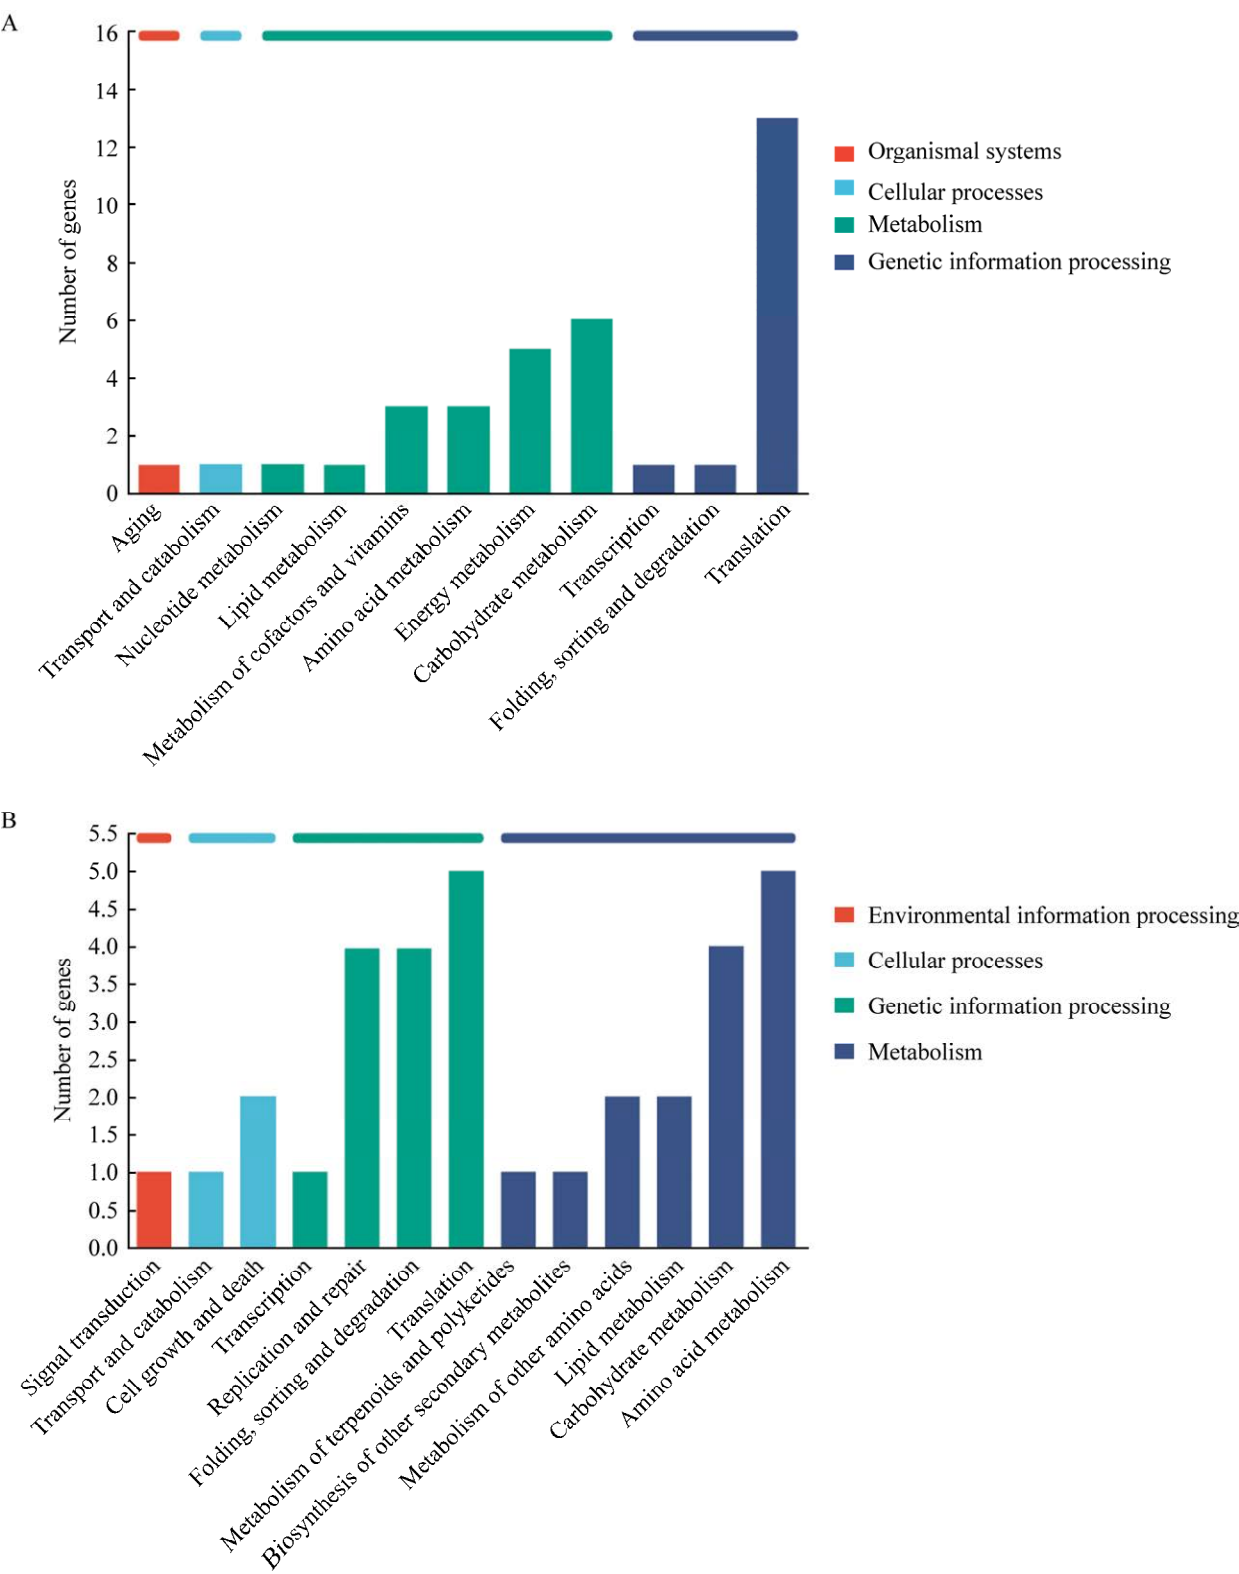 A
16
14
12
10
8
6
4
2
0
Number of genes
Aging
Transport and catabolism
Nucleotide metabolism
Lipid metabolism
Metabolism of cofactors and vitamins
Amino acid metabolism
Energy metabolism
Carbohydrate metabolism
Transcription
Folding, sorting and degradation
Translation
Organismal systems
Cellular processes
Metabolism
Genetic information processing
B
5.5
5.0
4.5
4.0
3.5
3.0
2.5
2.0
1.5
1.0
0.5
0.0
Number of genes
Signal transduction
Transport and catabolism
Cell growth and death
Transcription
Replication and repair
Folding, sorting and degradation
Translation
Metabolism of terpenoids and polyketides
Biosynthesis of other secondary metabolites
Metabolism of other amino acids
Lipid metabolism
Carbohydrate metabolism
Amino acid metabolism
Environmental information processing
Cellular processes
Genetic information processing
Metabolism